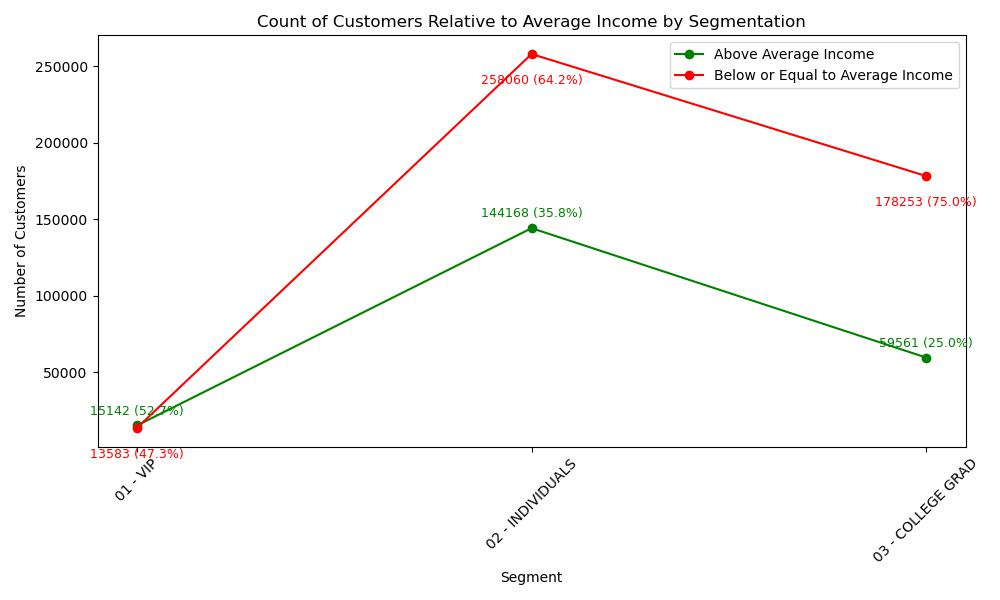 Count of Customers Relative to Average Income by Segmentation
Above Average Income
Below or Equal to Average Income
Number of Customers
250000
200000
150000
100000
50000
258060 (64.2%)
178253 (75.0%)
144168 (35.8%)
59561 (25.0%)
15142 (52.7%)
13583 (47.3%)
01 - VIP
02 - INDIVIDUALS
03 - COLLEGE GRAD
Segment